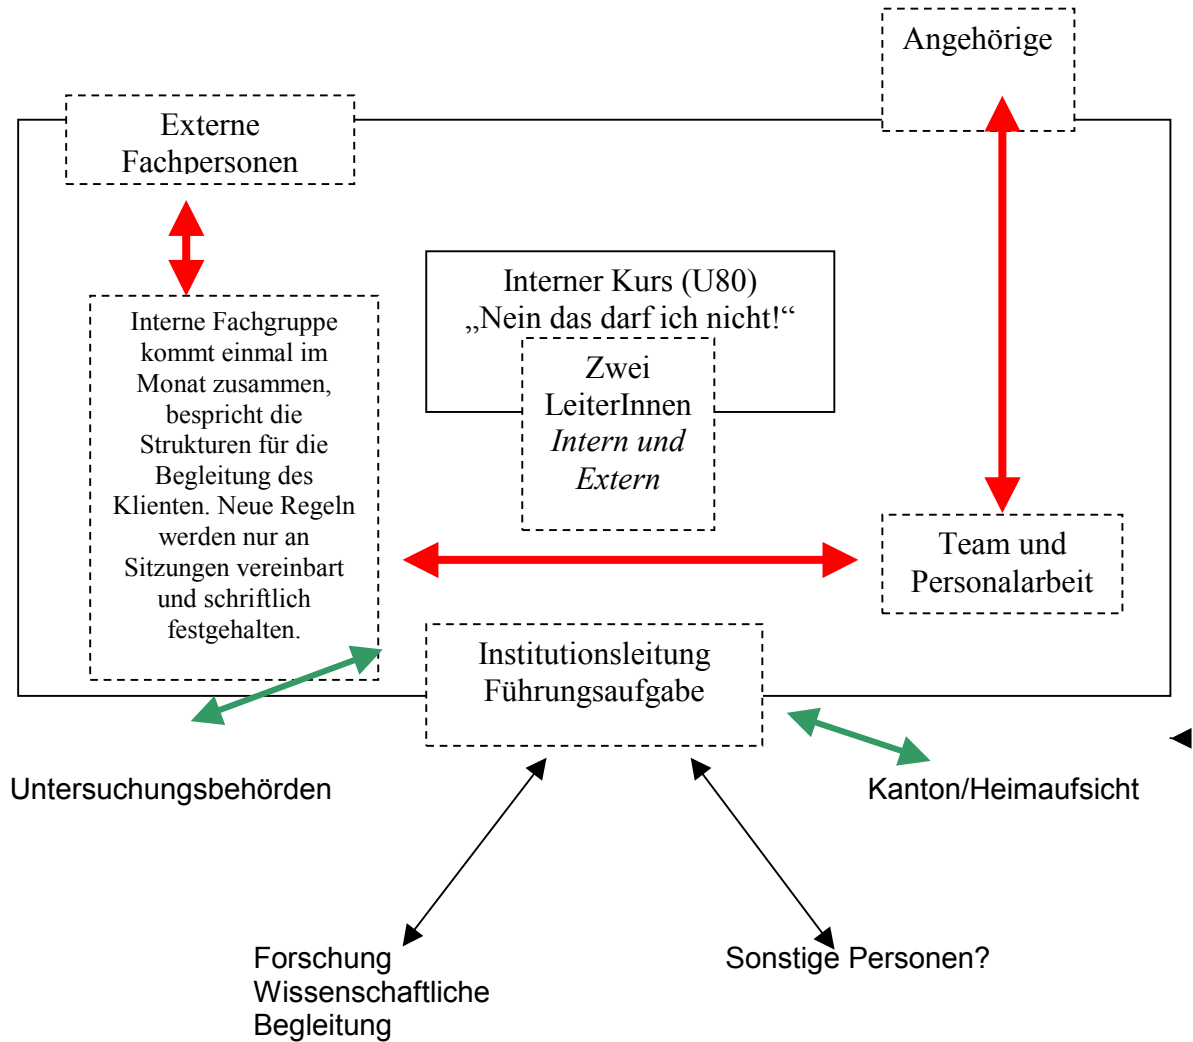 Angehörige
Externe
Fachpersonen
Interner Kurs (U80)
„Nein das darf ich nicht!“
Zwei
LeiterInnen
Intern und
Extern
Interne Fachgruppe
kommt einmal im
Monat zusammen,
bespricht die
Strukturen für die
Begleitung des
Klienten. Neue Regeln
werden nur an
Sitzungen vereinbart
und schriftlich
festgehalten.
Team und
Personalarbeit
Institutionsleitung
Führungsaufgabe
Untersuchungsbehörden
Kanton/Heimaufsicht
Forschung
Wissenschaftliche
Begleitung
Sonstige Personen?